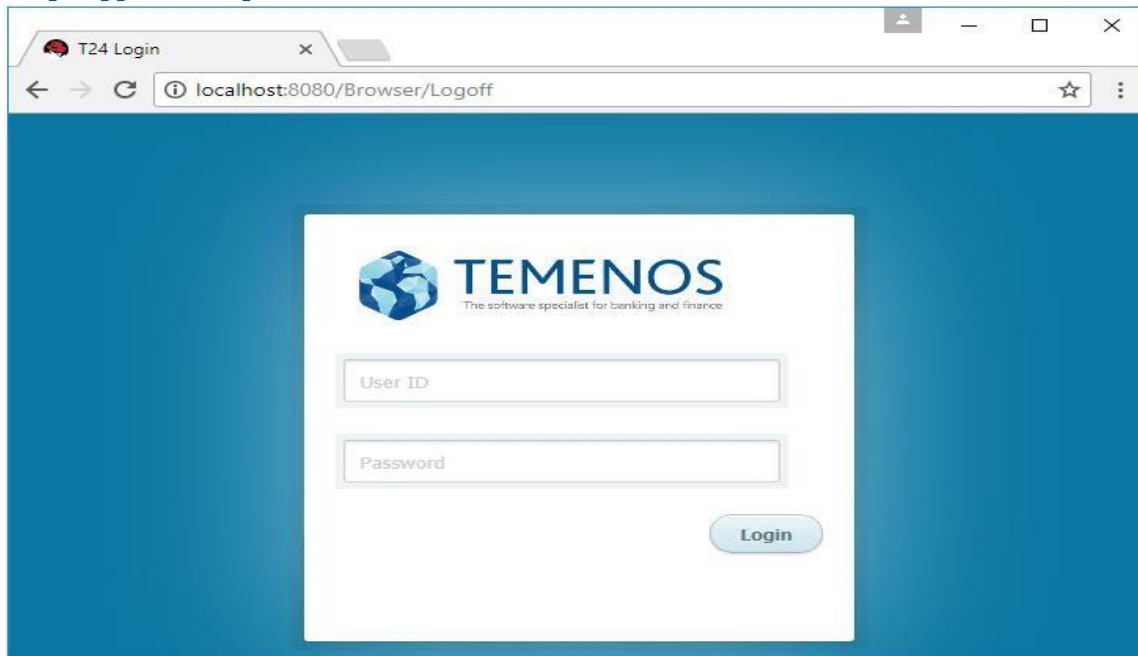 T24 Login
localhost:8080/Browser/Logoff
TEMENOS
The software specialist for banking and finance
User ID
Password
Login